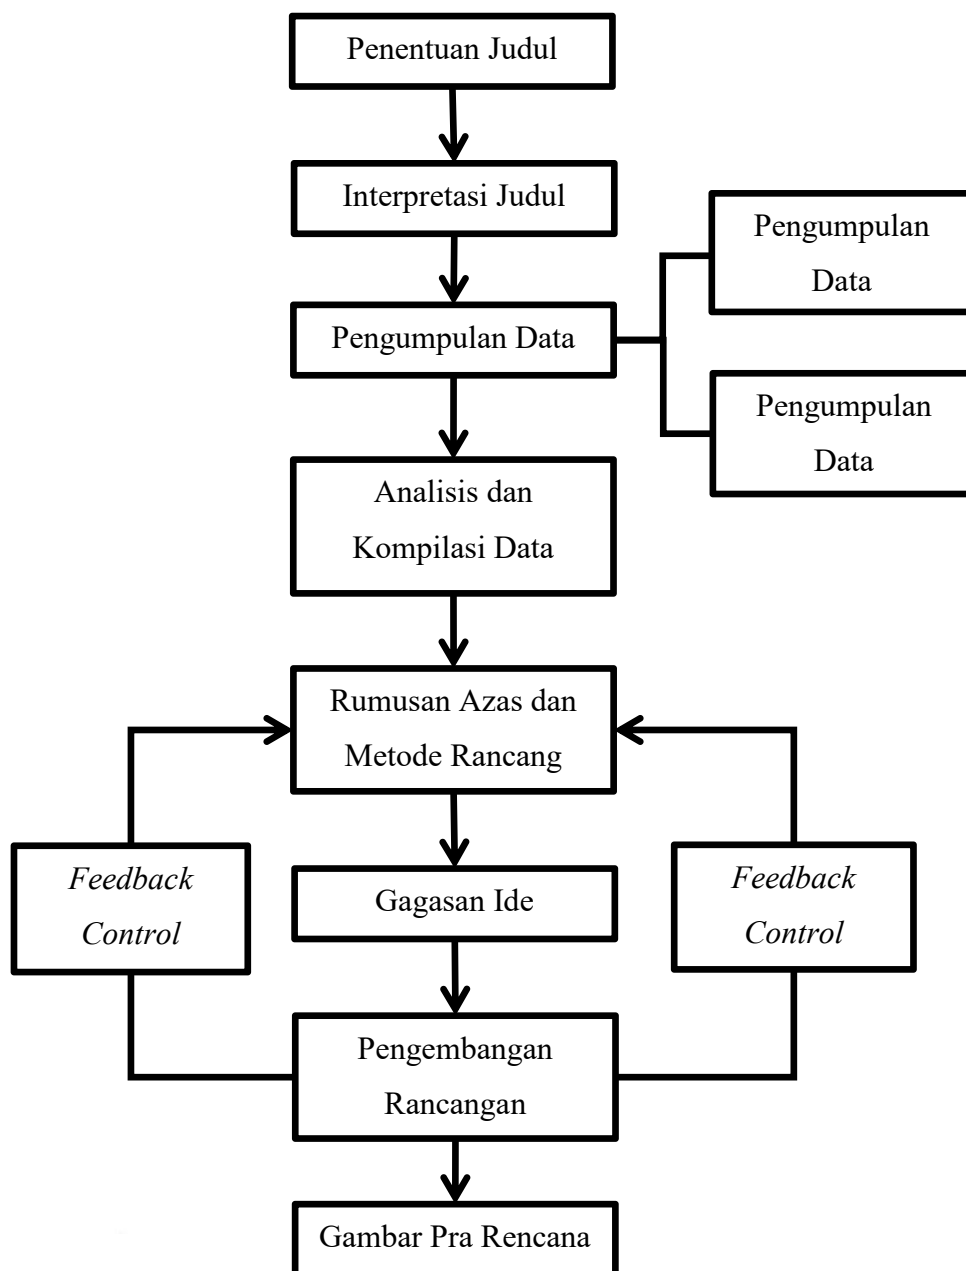 Penentuan Judul
Interpretasi Judul
Pengumpulan Data
Pengumpulan
Data
Pengumpulan
Data
Analisis dan
Kompilasi Data
Rumusan Azas dan
Metode Rancang
Feedback
Control
Gagasan Ide
Feedback
Control
Pengembangan
Rancangan
Gambar Pra Rencana